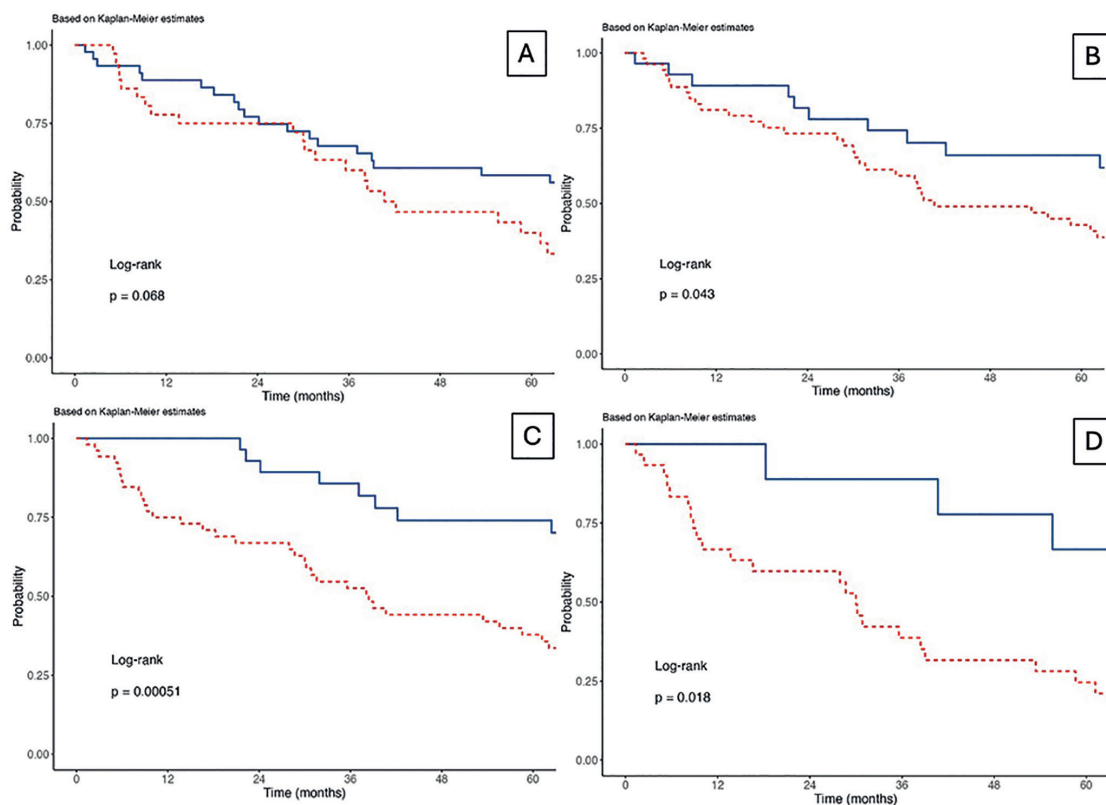 Based on Kaplan-Meier estimates
A
1.00
0.75
0.50
0.25
0.00
Probability
Log-rank
p = 0.068
0 12 24 36 48 60
Time (months)
Based on Kaplan-Meier estimates
B
1.00
0.75
0.50
0.25
0.00
Probability
Log-rank
p = 0.043
0 12 24 36 48 60
Time (months)
Based on Kaplan-Meier estimates
C
1.00
0.75
0.50
0.25
0.00
Probability
Log-rank
p = 0.00051
0 12 24 36 48 60
Time (months)
Based on Kaplan-Meier estimates
D
1.00
0.75
0.50
0.25
0.00
Probability
Log-rank
p = 0.018
0 12 24 36 48 60
Time (months)